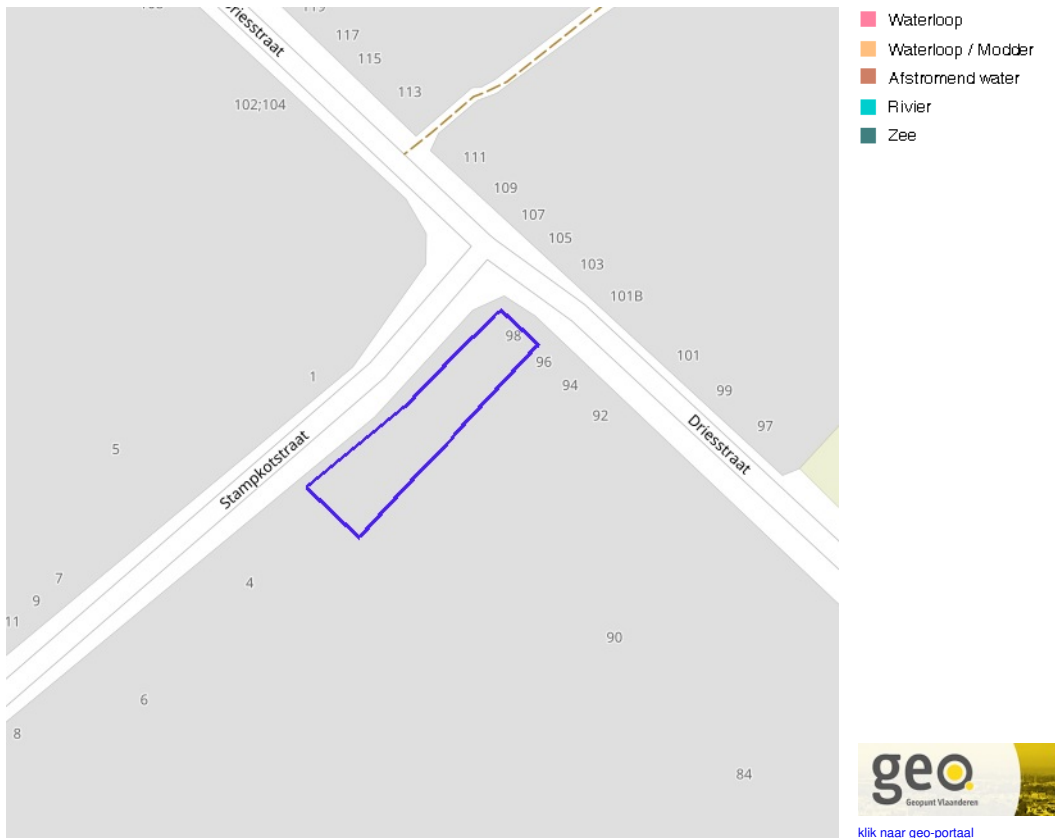 119
117
115
113
102;104
111
109
107
105
103
101B
98
96
94
92
101
99
97
1
5
Driesstraat
Stampkotstraat
7
9
11
4
6
8
90
84
Waterloop
Waterloop / Modder
Afstromend water
Rivier
Zee
geo.
Geopunt Vlaanderen
klik naar geo-portaal